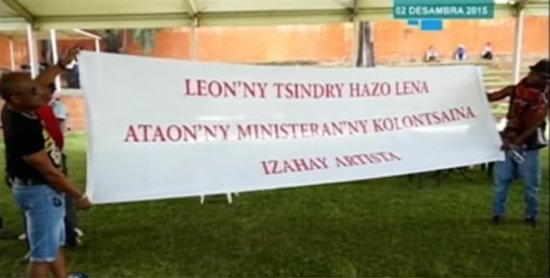 02 DESAMBRA 2015
LEON'NY TSINDRY HAZO LENA
ATAON'NY MINISTERAN'NY KOLONTSAINA
IZAHAY ARTISTA